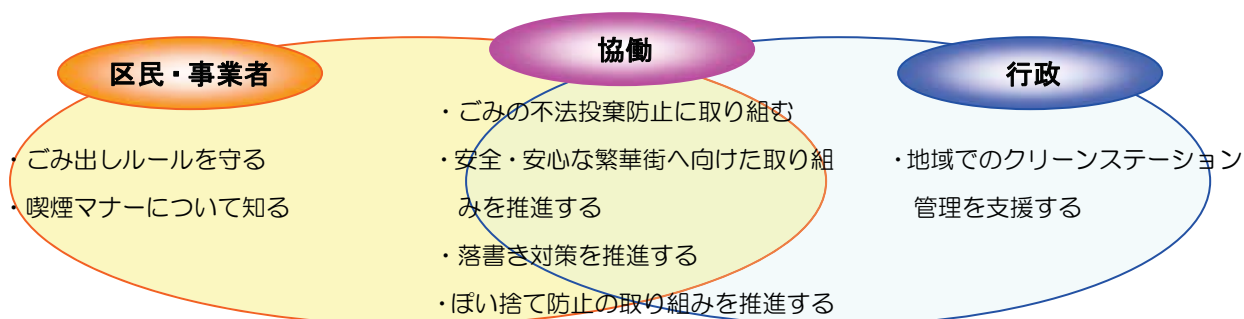 区民・事業者
・ごみ出しルールを守る
・喫煙マナーについて知る
協働
・ごみの不法投棄防止に取り組む
・安全・安心な繁華街へ向けた取り組
みを推進する
・落書き対策を推進する
・ぽい捨て防止の取り組みを推進する
行政
・地域でのクリーンステーション
管理を支援する